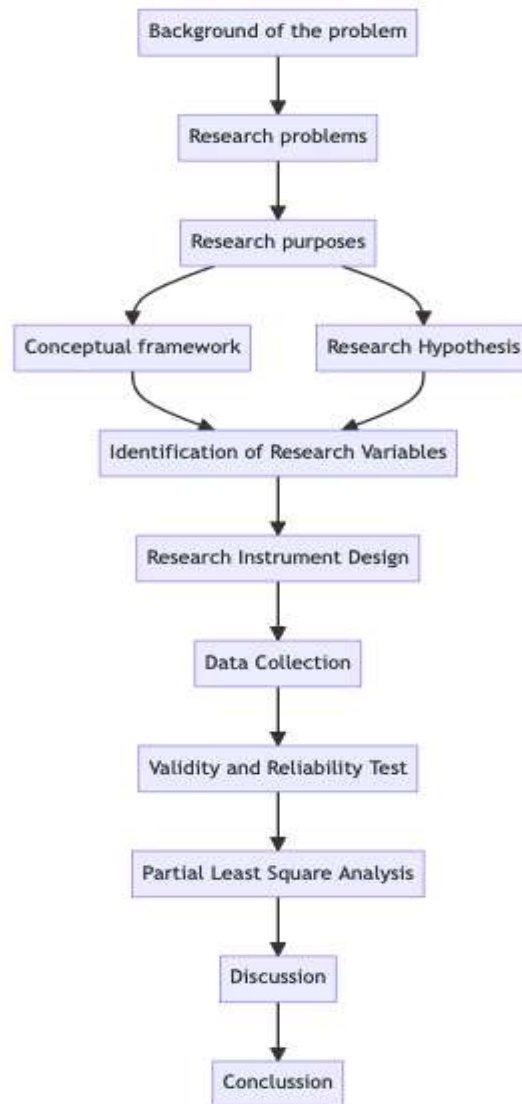 Background of the problem
Research problems
Research purposes
Conceptual framework
Research Hypothesis
Identification of Research Variables
Research Instrument Design
Data Collection
Validity and Reliability Test
Partial Least Square Analysis
Discussion
Conclussion